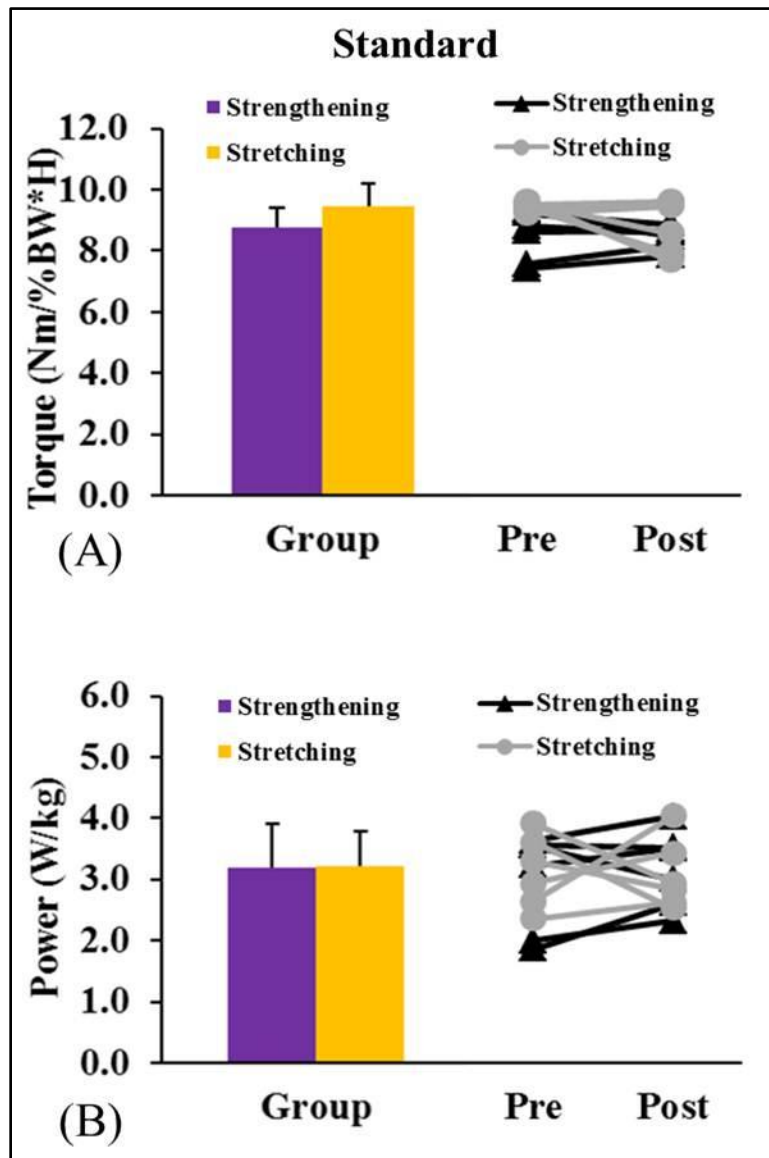 Standard
Strengthening
Stretching
Strengthening
Stretching
Torque (Nm/%BW*H)
12.0
10.0
8.0
6.0
4.0
2.0
0.0
Group
Pre
Post
(A)
Strengthening
Stretching
Strengthening
Stretching
Power (W/kg)
6.0
5.0
4.0
3.0
2.0
1.0
0.0
Group
Pre
Post
(B)